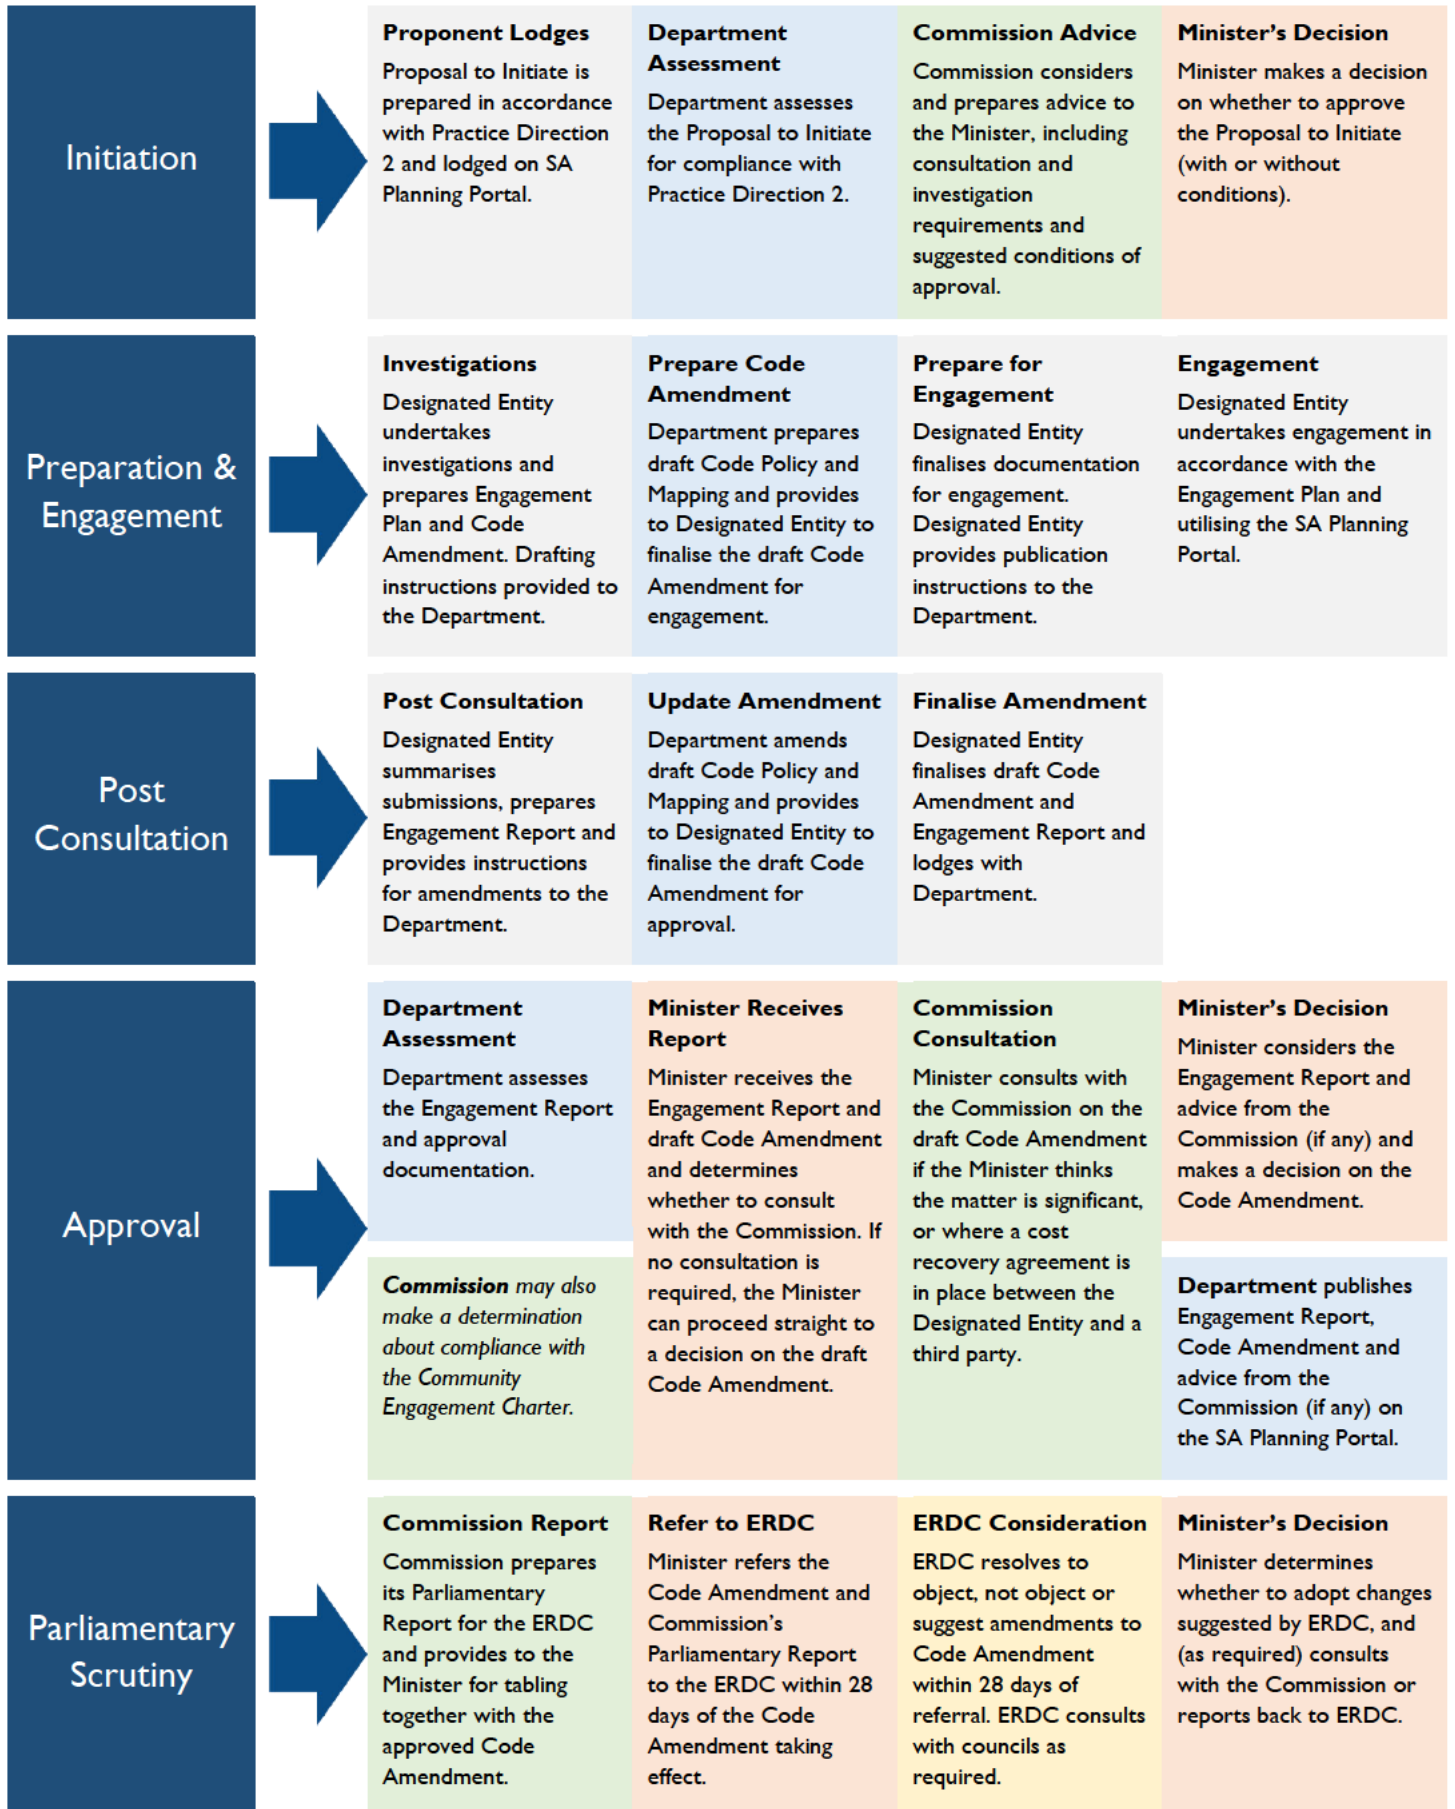 Initiation
Proponent Lodges
Proposal to Initiate is
prepared in accordance
with Practice Direction
2 and lodged on SA
Planning Portal.
Department
Assessment
Department assesses
the Proposal to Initiate
for compliance with
Practice Direction 2.
Commission Advice
Commission considers
and prepares advice to
the Minister, including
consultation and
investigation
requirements and
suggested conditions of
approval.
Minister's Decision
Minister makes a decision
on whether to approve
the Proposal to Initiate
(with or without
conditions).
Preparation &
Engagement
Investigations
Designated Entity
undertakes
investigations and
prepares Engagement
Plan and Code
Amendment. Drafting
instructions provided to
the Department.
Prepare Code
Amendment
Department prepares
draft Code Policy and
Mapping and provides
to Designated Entity to
finalise the draft Code
Amendment for
engagement.
Prepare for
Engagement
Designated Entity
finalises documentation
for engagement.
Designated Entity
provides publication
instructions to the
Department.
Engagement
Designated Entity
undertakes engagement in
accordance with the
Engagement Plan and
utilising the SA Planning
Portal.
Post
Consultation
Post Consultation
Designated Entity
summarises
submissions, prepares
Engagement Report and
provides instructions
for amendments to the
Department.
Update Amendment
Department amends
draft Code Policy and
Mapping and provides
to Designated Entity to
finalise the draft Code
Amendment for
approval.
Finalise Amendment
Designated Entity
finalises draft Code
Amendment and
Engagement Report and
lodges with
Department.
Approval
Department
Assessment
Department assesses
the Engagement Report
and approval
documentation.
Commission may also
make a determination
about compliance with
the Community
Engagement Charter.
Minister Receives
Report
Minister receives the
Engagement Report and
draft Code Amendment
and determines
whether to consult
with the Commission. If
no consultation is
required, the Minister
can proceed straight to
a decision on the draft
Code Amendment.
Commission
Consultation
Minister consults with
the Commission on the
draft Code Amendment
if the Minister thinks
the matter is significant,
or where a cost
recovery agreement is
in place between the
Designated Entity and a
third party.
Minister's Decision
Minister considers the
Engagement Report and
advice from the
Commission (if any) and
makes a decision on the
Code Amendment.
Department publishes
Engagement Report,
Code Amendment and
advice from the
Commission (if any) on
the SA Planning Portal.
Parliamentary
Scrutiny
Commission Report
Commission prepares
its Parliamentary
Report for the ERDC
and provides to the
Minister for tabling
together with the
approved Code
Amendment.
Refer to ERDC
Minister refers the
Code Amendment and
Commission's
Parliamentary Report
to the ERDC within 28
days of the Code
Amendment taking
effect.
ERDC Consideration
ERDC resolves to
object, not object or
suggest amendments to
Code Amendment
within 28 days of
referral. ERDC consults
with councils as
required.
Minister's Decision
Minister determines
whether to adopt changes
suggested by ERDC, and
(as required) consults
with the Commission or
reports back to ERDC.